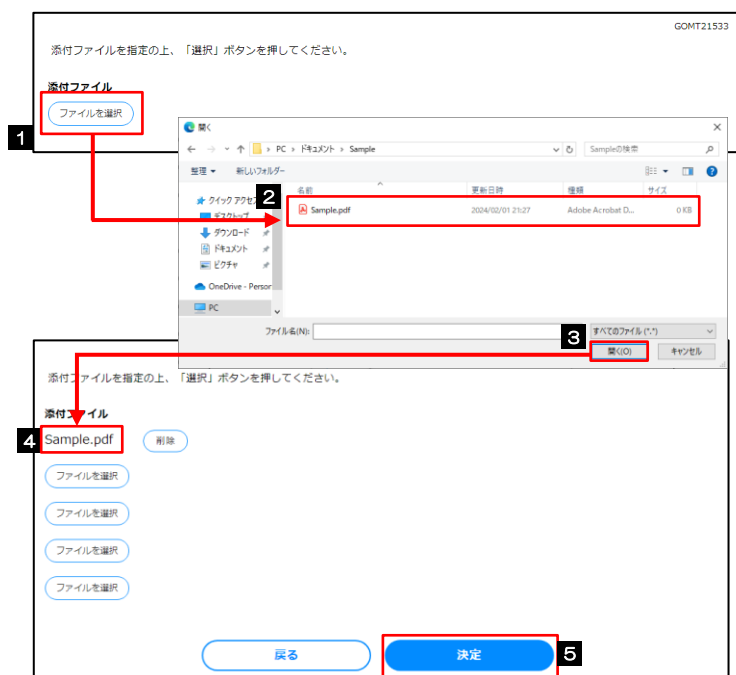 GOMT21533
添付ファイルを指定の上、「選択」ボタンを押してください。
添付ファイル
ファイルを選択
1
開く
PC › ドキュメント › Sample
Sampleの検索
整理 新しいフォルダー
名前 更新日時 種類 サイズ
2
クイック アクセ
Sample.pdf 2024/02/01 21:27 Adobe Acrobat D... 0 KB
デスクトップ
ダウンロード
ドキュメント
ピクチャ
OneDrive - Person
PC
ファイル名(N): すべてのファイル (*.*)
3
開く(O) キャンセル
添付ファイルを指定の上、「選択」ボタンを押してください。
添付ファイル
4
Sample.pdf 削除
ファイルを選択
ファイルを選択
ファイルを選択
ファイルを選択
戻る 決定 5